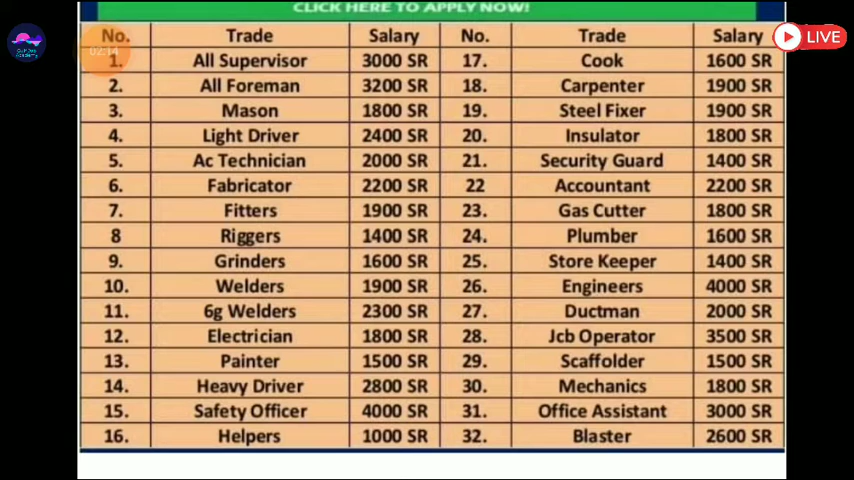 CLICK HERE TO APPLY NOW!
No. Trade Salary No. Trade Salary
LIVE
02:14
1. All Supervisor 3000 SR 17. Cook 1600 SR
2. All Foreman 3200 SR 18. Carpenter 1900 SR
3. Mason 1800 SR 19. Steel Fixer 1900 SR
4. Light Driver 2400 SR 20. Insulator 1800 SR
5. Ac Technician 2000 SR 21. Security Guard 1400 SR
6. Fabricator 2200 SR 22 Accountant 2200 SR
7. Fitters 1900 SR 23. Gas Cutter 1800 SR
8 Riggers 1400 SR 24. Plumber 1600 SR
9. Grinders 1600 SR 25. Store Keeper 1400 SR
10. Welders 1900 SR 26. Engineers 4000 SR
11. 6g Welders 2300 SR 27. Ductman 2000 SR
12. Electrician 1800 SR 28. Jcb Operator 3500 SR
13. Painter 1500 SR 29. Scaffolder 1500 SR
14. Heavy Driver 2800 SR 30. Mechanics 1800 SR
15. Safety Officer 4000 SR 31. Office Assistant 3000 SR
16. Helpers 1000 SR 32. Blaster 2600 SR